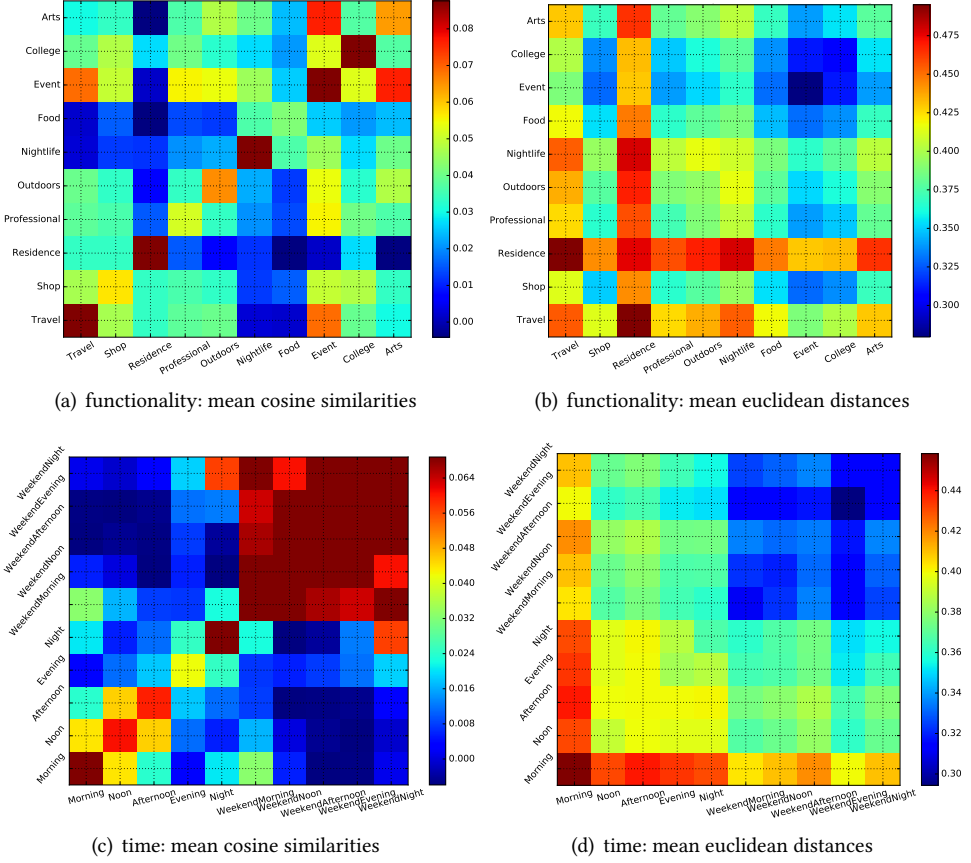 Arts
College
Event
Food
Nightlife
Outdoors
Professional
Residence
Shop
Travel
Travel
Shop
Residence
Professional
Outdoors
Nightlife
Food
Event
College
Arts
0.08
0.07
0.06
0.05
0.04
0.03
0.02
0.01
0.00
(a) functionality: mean cosine similarities
Arts
College
Event
Food
Nightlife
Outdoors
Professional
Residence
Shop
Travel
Travel
Shop
Residence
Professional
Outdoors
Nightlife
Food
Event
College
Arts
0.475
0.450
0.425
0.400
0.375
0.350
0.325
0.300
(b) functionality: mean euclidean distances
WeekendNight
WeekendEvening
WeekendAfternoon
WeekendNoon
WeekendMorning
Night
Evening
Afternoon
Noon
Morning
Morning
Noon
Afternoon
Evening
Night
WeekendMorning
WeekendNoon
WeekendAfternoon
WeekendEvening
WeekendNight
0.064
0.056
0.048
0.040
0.032
0.024
0.016
0.008
0.000
(c) time: mean cosine similarities
WeekendNight
WeekendEvening
WeekendAfternoon
WeekendNoon
WeekendMorning
Night
Evening
Afternoon
Noon
Morning
Morning
Noon
Afternoon
Evening
Night
WeekendMorning
WeekendNoon
WeekendAfternoon
WeekendEvening
WeekendNight
0.44
0.42
0.40
0.38
0.36
0.34
0.32
0.30
(d) time: mean euclidean distances